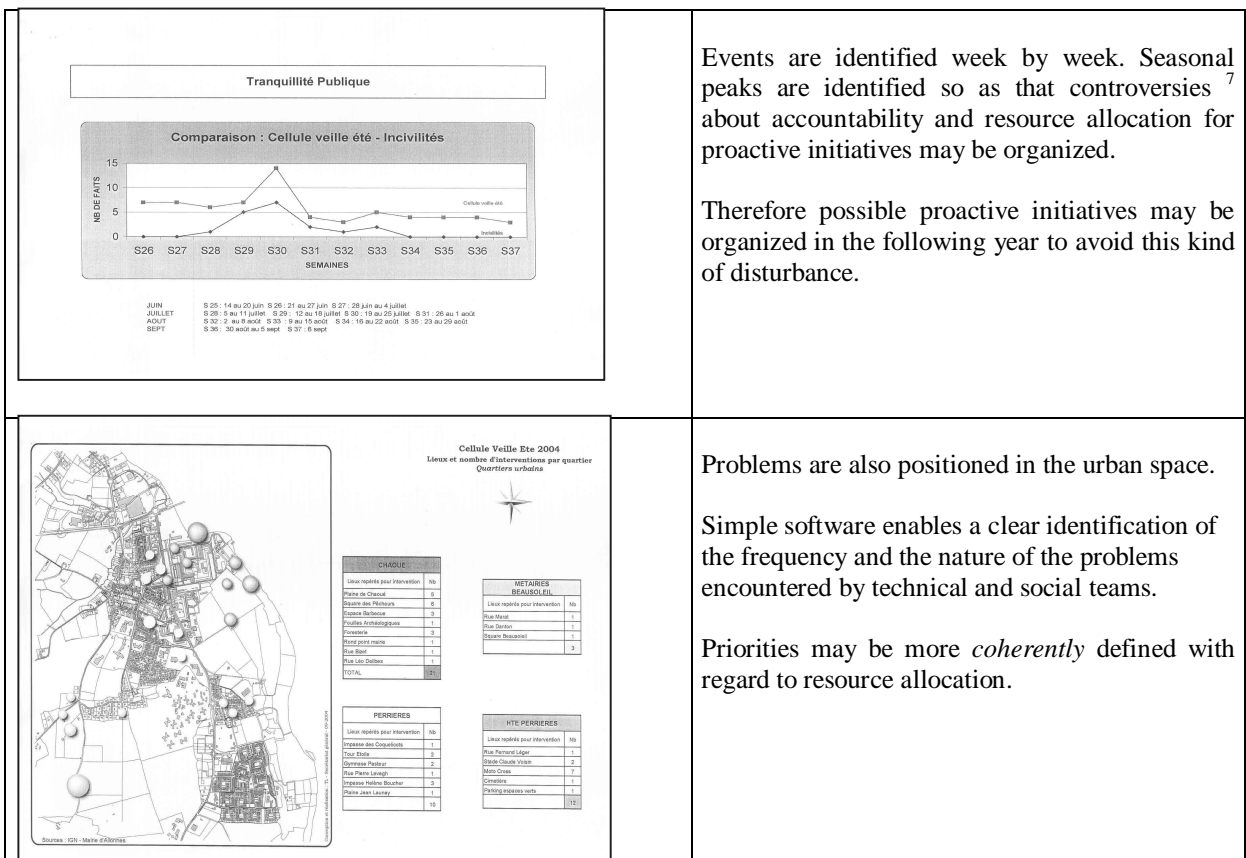 Tranquillité Publique
Comparaison : Cellule veille été - Incivilités
NB DE FAITS
15
10
5
0
Cellule veille été
Incivilités
S26 S27 S28 S29 S30 S31 S32 S33 S34 S35 S36 S37
SEMAINES
JUIN S 25 : 14 au 20 juin S 26 : 21 au 27 juin S 27 : 28 juin au 4 juillet
JUILLET S 28 : 5 au 11 juillet S 29 : 12 au 18 juillet S 30 : 19 au 25 juillet S 31 : 26 au 1 août
AOUT S 32 : 2 au 8 août S 33 : 9 au 15 août S 34 : 16 au 22 août S 35 : 23 au 29 août
SEPT S 36 : 30 août au 5 sept S 37 : 6 sept
Events are identified week by week. Seasonal
peaks are identified so as that controversies 7
about accountability and resource allocation for
proactive initiatives may be organized.
Therefore possible proactive initiatives may be
organized in the following year to avoid this kind
of disturbance.
Cellule Veille Ete 2004
Lieux et nombre d'interventions par quartier
Quartiers urbains
CHAOUE
Lieux repérés pour intervention Nb
Plaine de Chaoué 5
Square des Pêcheurs 6
Espace Barbecue 3
Fouilles Archéologiques 1
Foresterie 3
Rond point mairie 1
Rue Bizet 1
Rue Léo Delibes 1
TOTAL 21
METAIRIES
BEAUSOLEIL
Lieux repérés pour intervention Nb
Rue Marat 1
Rue Danton 1
Square Beausoleil 1
3
PERRIERES
Lieux repérés pour intervention Nb
Impasse des Coquelicots 1
Tour Etoile 2
Gymnase Pasteur 2
Rue Pierre Levegh 1
Impasse Hélène Boucher 3
Plaine Jean Launay 1
10
HTE PERRIERES
Lieux repérés pour intervention Nb
Rue Fernand Léger 1
Stade Claude Voisin 2
Moto Cross 7
Cimetière 1
Parking espaces verts 1
12
Sources : IGN - Mairie d'Allonnes
Problems are also positioned in the urban space.
Simple software enables a clear identification of
the frequency and the nature of the problems
encountered by technical and social teams.
Priorities may be more coherently defined with
regard to resource allocation.